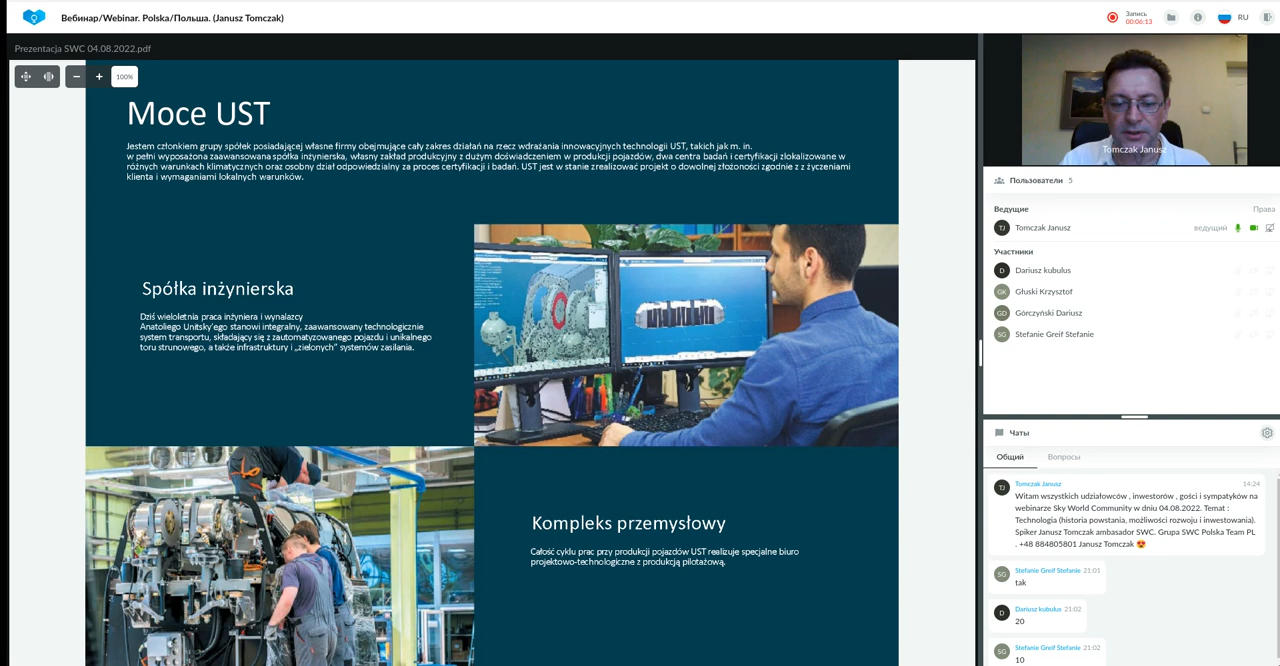 Вебинар/Webinar. Polska/Польша. (Janusz Tomczak)
Запись
00:06:13
RU
Prezentacja SWC 04.08.2022.pdf
100%
Moce UST
Jestem członkiem grupy spółek posiadającej własne firmy obejmujące cały zakres działań na rzecz wdrażania innowacyjnych technologii UST, takich jak m. in.
w pełni wyposażona zaawansowana spółka inżynierska, własny zakład produkcyjny z dużym doświadczeniem w produkcji pojazdów, dwa centra badań i certyfikacji zlokalizowane w
różnych warunkach klimatycznych oraz osobny dział odpowiedzialny za proces certyfikacji i badań. UST jest w stanie zrealizować projekt o dowolnej złożoności zgodnie z z życzeniami
klienta i wymaganiami lokalnych warunków.
Spółka inżynierska
Dziś wieloletnia praca inżyniera i wynalazcy
Anatoliego Unitsky'ego stanowi integralny, zaawansowany technologicznie
system transportu, składający się z zautomatyzowanego pojazdu i unikalnego
toru strunowego, a także infrastruktury i „zielonych" systemów zasilania.
Kompleks przemysłowy
Całość cyklu prac przy produkcji pojazdów UST realizuje specjalne biuro
projektowo-technologiczne z produkcją pilotażową.
Tomczak Janusz
Пользователи 5
Ведущие Права
TJ Tomczak Janusz ведущий
Участники
D Dariusz kubulus
GK Głuski Krzysztof
GD Górczyński Dariusz
SG Stefanie Greif Stefanie
Чаты
Общий Вопросы
TJ Tomczak Janusz 14:24
Witam wszystkich udziałowców , inwestorów , gości i sympatyków na
webinarze Sky World Community w dniu 04.08.2022. Temat :
Technologia (historia powstania, możliwości rozwoju i inwestowania).
Spiker Janusz Tomczak ambasador SWC. Grupa SWC Polska Team PL
. +48 884805801 Janusz Tomczak 😍
SG Stefanie Greif Stefanie 21:01
tak
D Dariusz kubulus 21:02
20
SG Stefanie Greif Stefanie 21:02
10